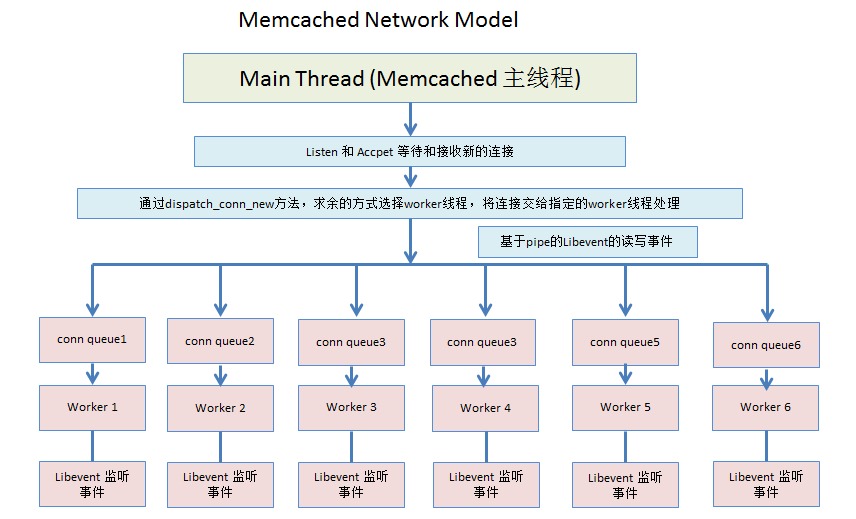 Memcached Network Model
Main Thread (Memcached 主线程)
Listen 和 Accpet 等待和接收新的连接
通过dispatch_conn_new方法，求余的方式选择worker线程，将连接交给指定的worker线程处理
基于pipe的Libevent的读写事件
conn queue1
conn queue2
conn queue3
conn queue3
conn queue5
conn queue6
Worker 1
Worker 2
Worker 3
Worker 4
Worker 5
Worker 6
Libevent 监听
事件
Libevent 监听
事件
Libevent 监听
事件
Libevent 监听
事件
Libevent 监听
事件
Libevent 监听
事件